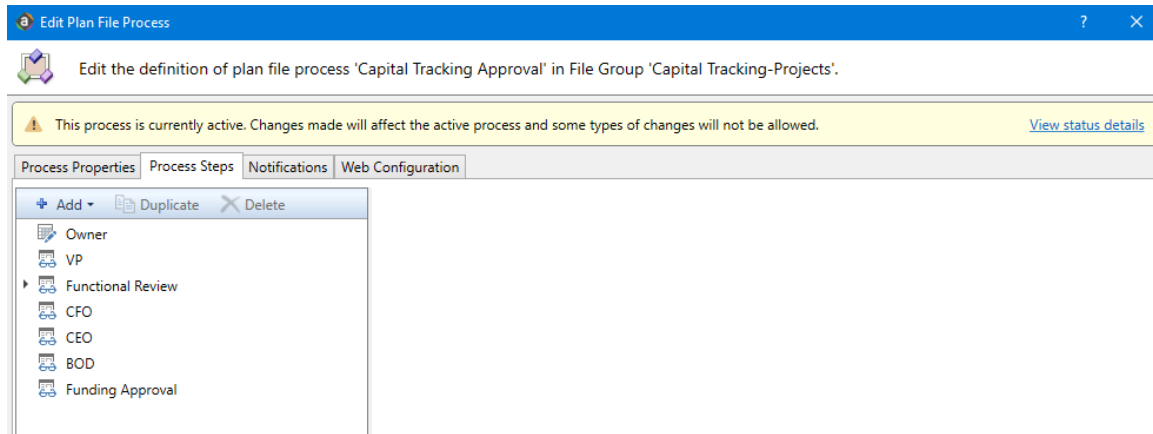 Edit Plan File Process ?
Edit the definition of plan file process 'Capital Tracking Approval' in File Group 'Capital Tracking-Projects'.
This process is currently active. Changes made will affect the active process and some types of changes will not be allowed. View status details
Process Properties Process Steps Notifications Web Configuration
Add Duplicate Delete
Owner
VP
Functional Review
CFO
CEO
BOD
Funding Approval